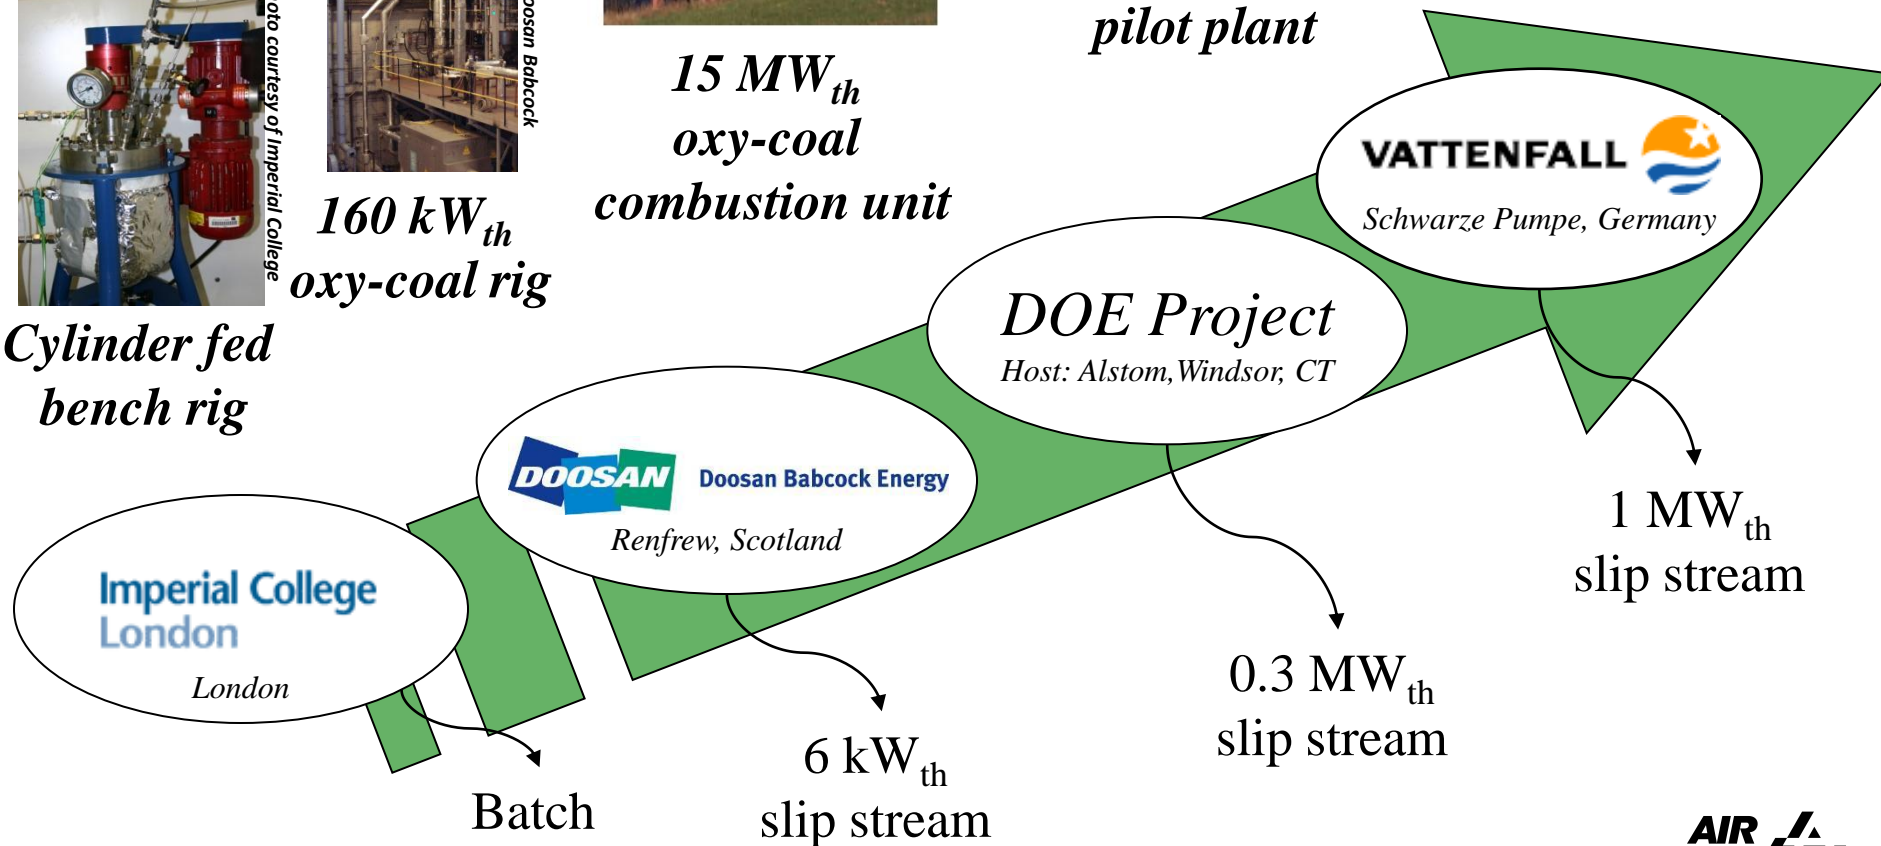 oto courtesy of Imperial College
oosan Babcock
Cylinder fed
bench rig
160 kWth
oxy-coal rig
15 MWth
oxy-coal
combustion unit
pilot plant
VATTENFALL
Schwarze Pumpe, Germany
DOE Project
Host: Alstom,Windsor, CT
DOOSAN Doosan Babcock Energy
Renfrew, Scotland
Imperial College
London
London
Batch
6 kWth
slip stream
0.3 MWth
slip stream
1 MWth
slip stream
AIR